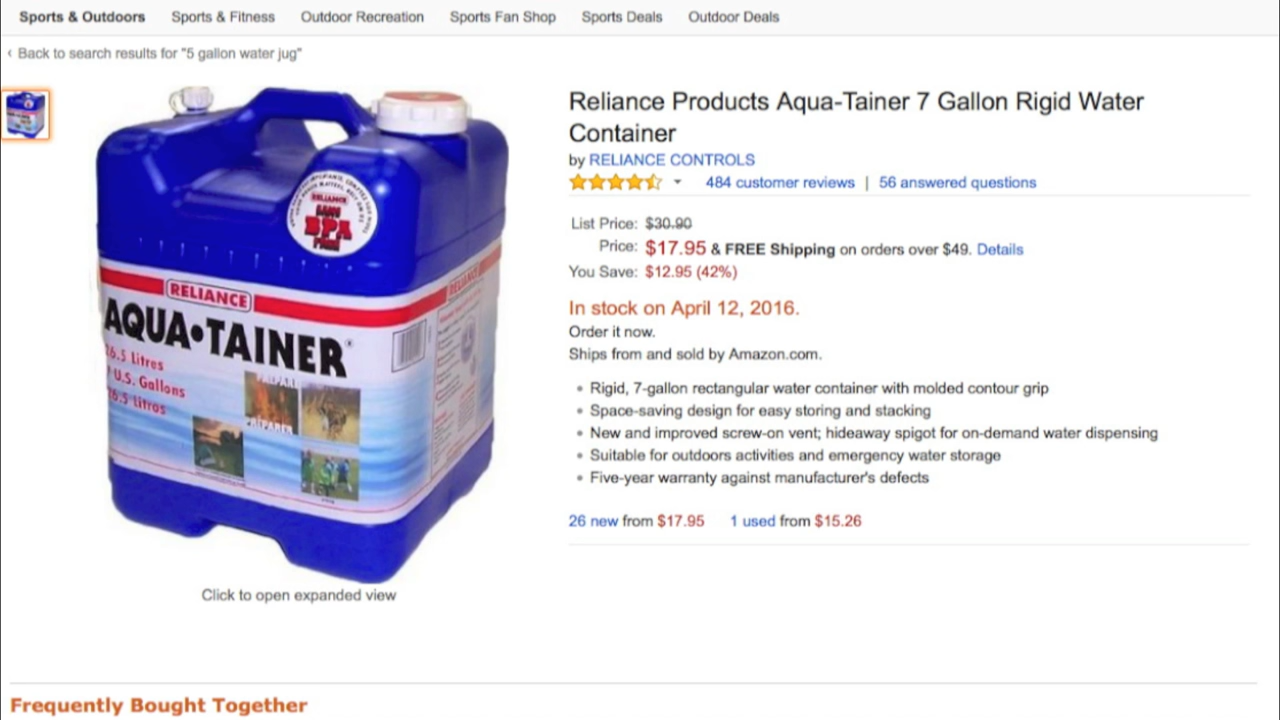 Sports & Outdoors Sports & Fitness Outdoor Recreation Sports Fan Shop Sports Deals Outdoor Deals
‹ Back to search results for "5 gallon water jug"
Reliance Products Aqua-Tainer 7 Gallon Rigid Water
Container
by RELIANCE CONTROLS
484 customer reviews | 56 answered questions
List Price: $30.90
Price: $17.95 & FREE Shipping on orders over $49. Details
You Save: $12.95 (42%)
In stock on April 12, 2016.
Order it now.
Ships from and sold by Amazon.com.
• Rigid, 7-gallon rectangular water container with molded contour grip
• Space-saving design for easy storing and stacking
• New and improved screw-on vent; hideaway spigot for on-demand water dispensing
• Suitable for outdoors activities and emergency water storage
• Five-year warranty against manufacturer's defects
26 new from $17.95 1 used from $15.26
RELIANCE
BPA
RELIANCE
AQUA•TAINER®
26.5 Litres
U.S. Gallons
26.5 Litros
Click to open expanded view
Frequently Bought Together